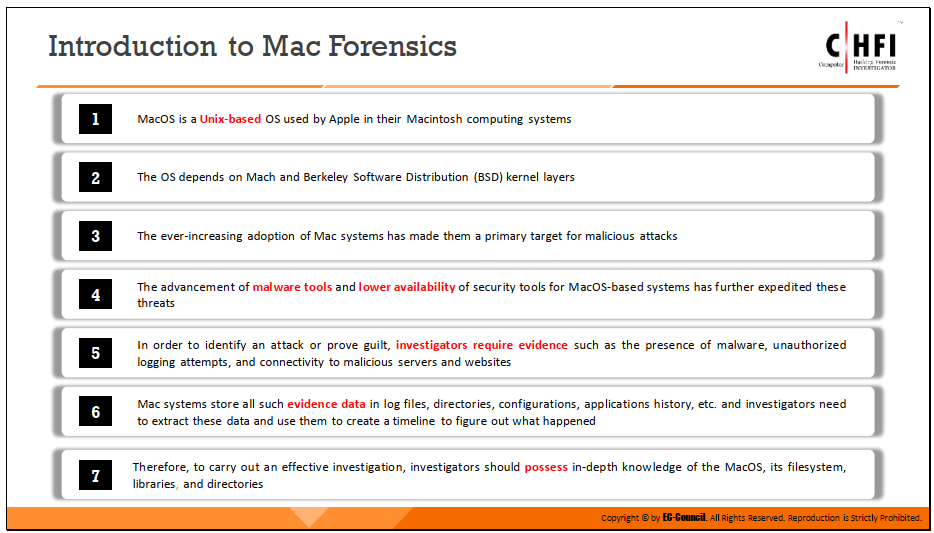 Introduction to Mac Forensics
C HFI
Computer Hacking Forensic
INVESTIGATOR
1 MacOS is a Unix-based OS used by Apple in their Macintosh computing systems
2 The OS depends on Mach and Berkeley Software Distribution (BSD) kernel layers
3 The ever-increasing adoption of Mac systems has made them a primary target for malicious attacks
4 The advancement of malware tools and lower availability of security tools for MacOS-based systems has further expedited these
threats
5 In order to identify an attack or prove guilt, investigators require evidence such as the presence of malware, unauthorized
logging attempts, and connectivity to malicious servers and websites
6 Mac systems store all such evidence data in log files, directories, configurations, applications history, etc. and investigators need
to extract these data and use them to create a timeline to figure out what happened
7 Therefore, to carry out an effective investigation, investigators should possess in-depth knowledge of the MacOS, its filesystem,
libraries, and directories
Copyright © by EC-Council. All Rights Reserved. Reproduction is Strictly Prohibited.